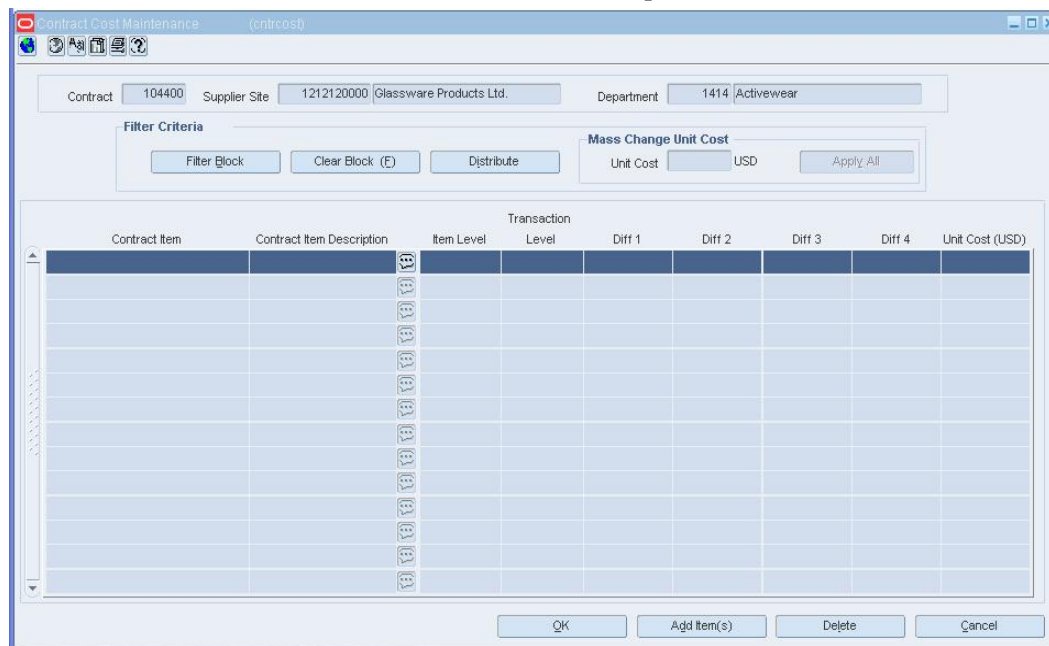 Contract Cost Maintenance (cntrcost)
Contract 104400 Supplier Site 1212120000 Glassware Products Ltd. Department 1414 Activewear
Filter Criteria
Mass Change Unit Cost
Filter Block Clear Block (F) Distribute Unit Cost USD Apply All
Transaction
Contract Item Contract Item Description Item Level Level Diff 1 Diff 2 Diff 3 Diff 4 Unit Cost (USD)
OK Add Item(s) Delete Cancel